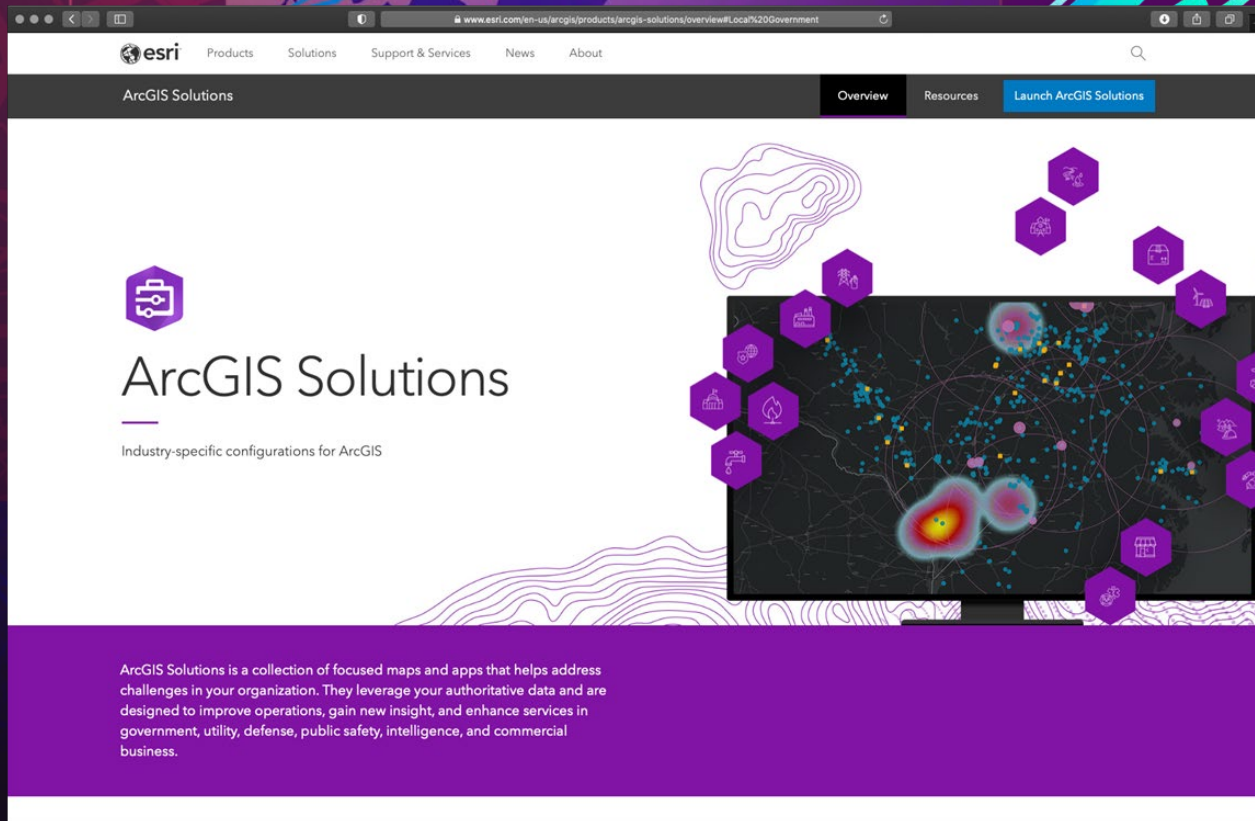 www.esri.com/en-us/arcgis/products/arcgis-solutions/overview#Local%20Government
esri
Products
Solutions
Support & Services
News
About
ArcGIS Solutions
Overview
Resources
Launch ArcGIS Solutions
ArcGIS Solutions
Industry-specific configurations for ArcGIS
ArcGIS Solutions is a collection of focused maps and apps that helps address
challenges in your organization. They leverage your authoritative data and are
designed to improve operations, gain new insight, and enhance services in
government, utility, defense, public safety, intelligence, and commercial
business.